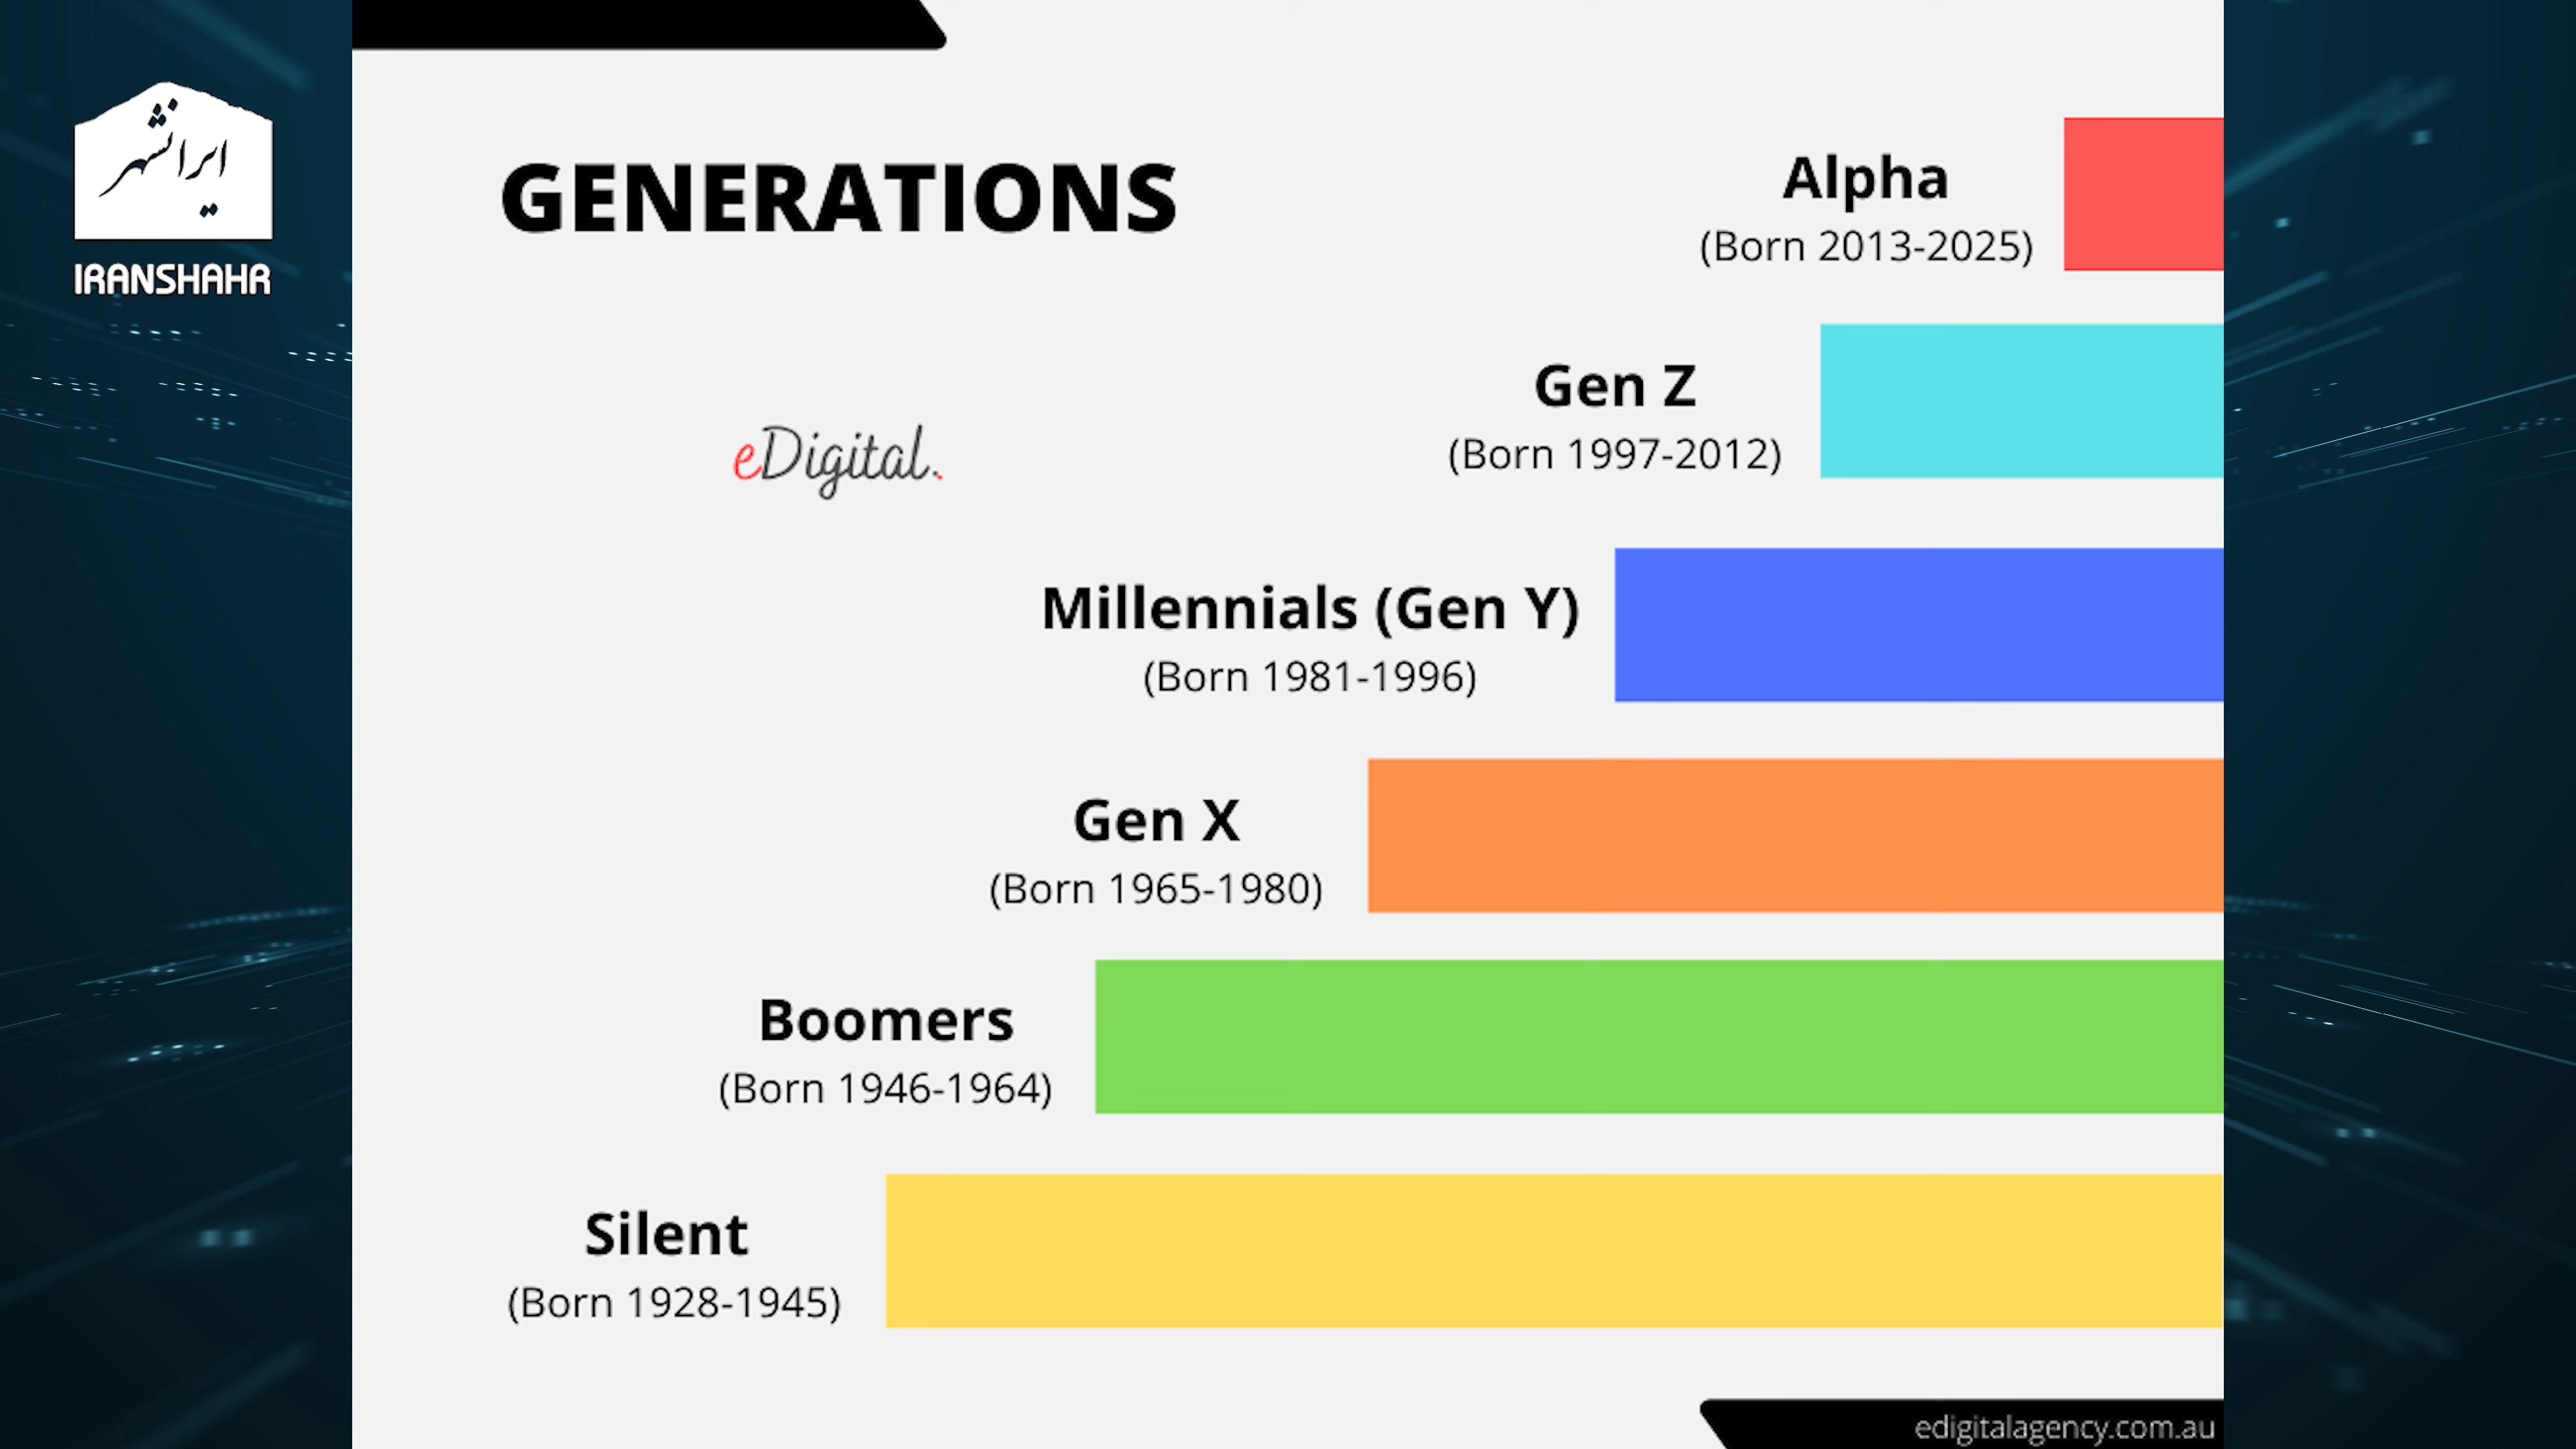 ایرانشهر
IRANSHAHR
GENERATIONS
eDigital.
Alpha
(Born 2013-2025)
Gen Z
(Born 1997-2012)
Millennials (Gen Y)
(Born 1981-1996)
Gen X
(Born 1965-1980)
Boomers
(Born 1946-1964)
Silent
(Born 1928-1945)
edigitalagency.com.au